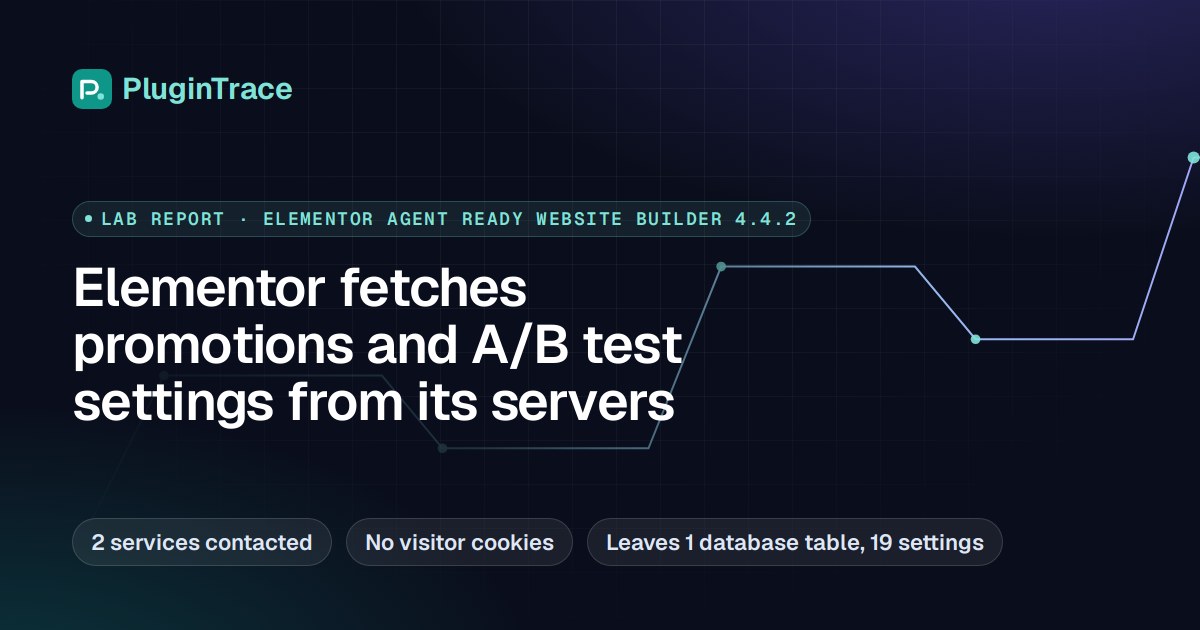 PluginTrace
LAB REPORT · ELEMENTOR AGENT READY WEBSITE BUILDER 4.4.2
Elementor fetches
promotions and A/B test
settings from its servers
2 services contacted
No visitor cookies
Leaves 1 database table, 19 settings